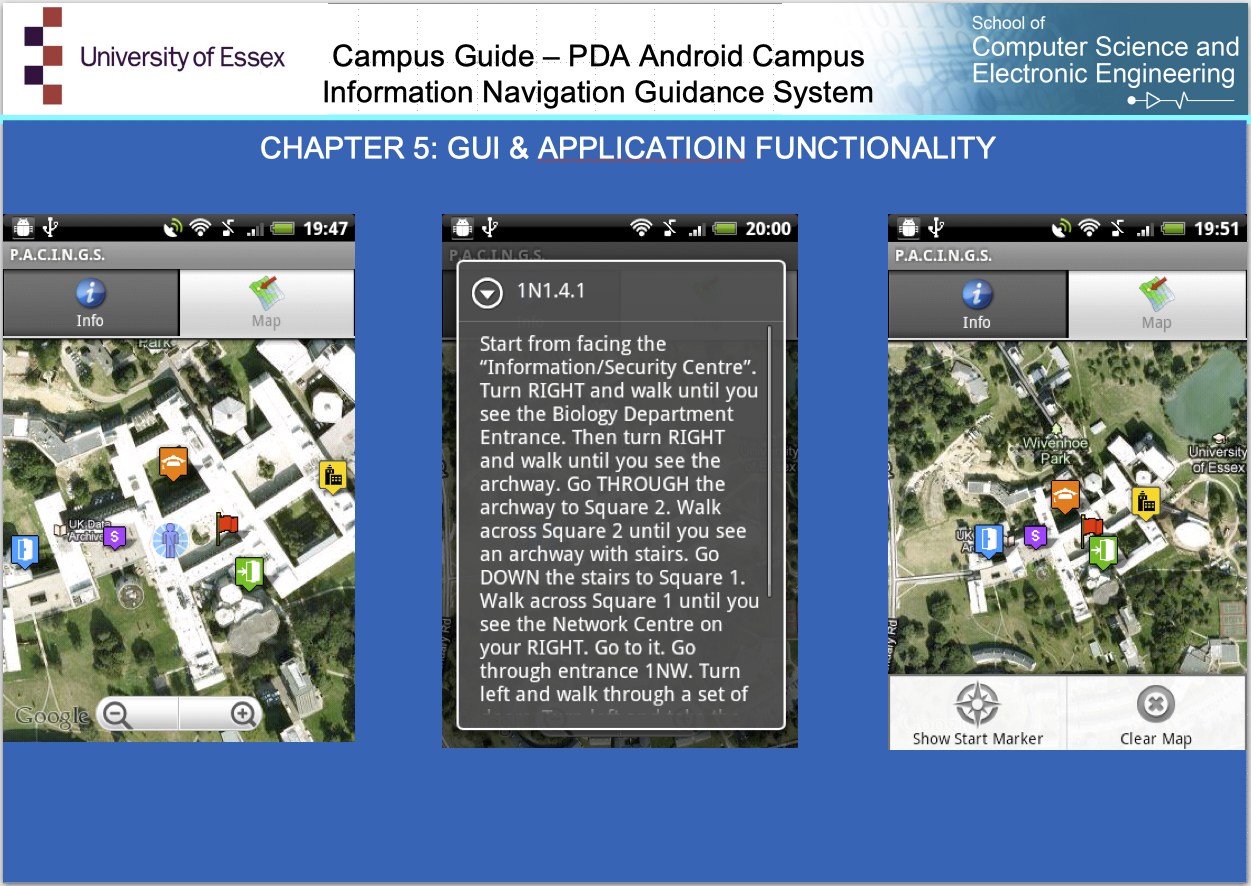 University of Essex
Campus Guide – PDA Android Campus
Information Navigation Guidance System
School of
Computer Science and
Electronic Engineering
CHAPTER 5: GUI & APPLICATIOIN FUNCTIONALITY
19:47
P.A.C.I.N.G.S.
Info
Map
Park
UK Data
Archive
S
Google
20:00
P.A.C.I.N.G.S.
1N1.4.1
Start from facing the
“Information/Security Centre”.
Turn RIGHT and walk until you
see the Biology Department
Entrance. Then turn RIGHT
and walk until you see the
archway. Go THROUGH the
archway to Square 2. Walk
across Square 2 until you see
an archway with stairs. Go
DOWN the stairs to Square 1.
Walk across Square 1 until you
see the Network Centre on
your RIGHT. Go to it. Go
through entrance 1NW. Turn
left and walk through a set of
19:51
P.A.C.I.N.G.S.
Info
Map
Wivenhoe
Park
University
of Essex
UK
S
Show Start Marker
Clear Map